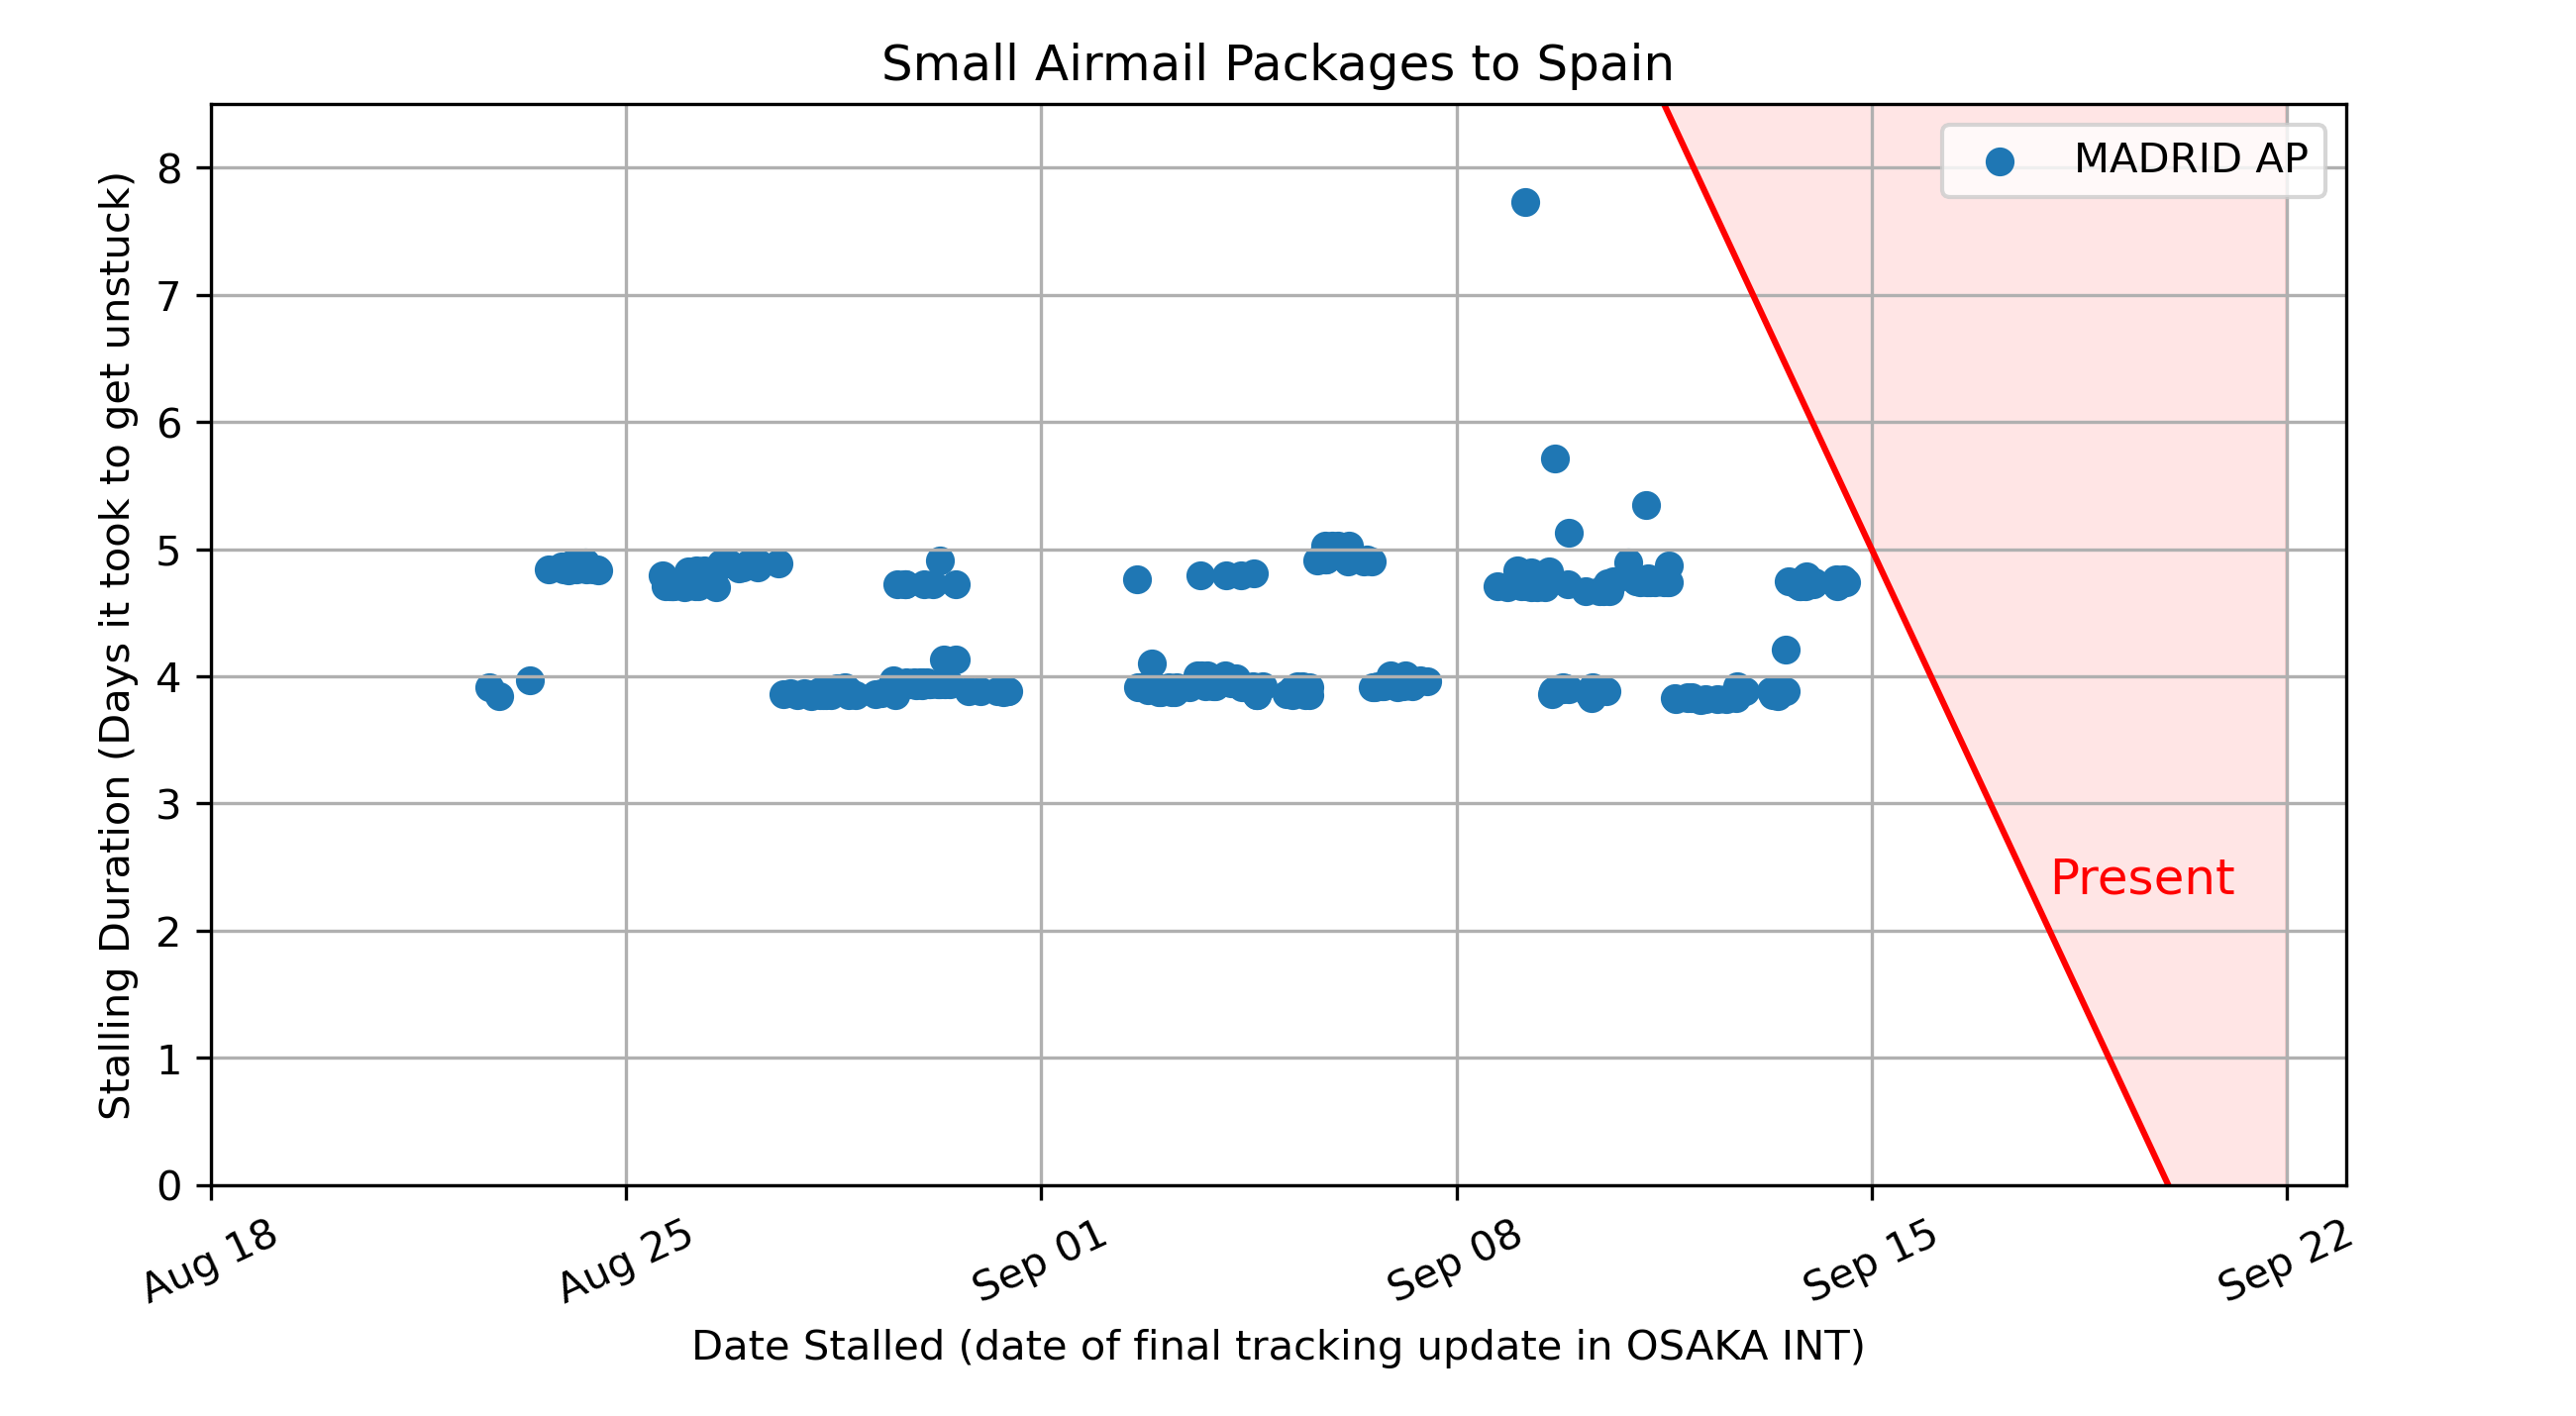 Small Airmail Packages to Spain
MADRID AP
Stalling Duration (Days it took to get unstuck)
8
7
6
5
4
3
2
1
0
Present
Aug 18
Aug 25
Sep 01
Sep 08
Sep 15
Sep 22
Date Stalled (date of final tracking update in OSAKA INT)